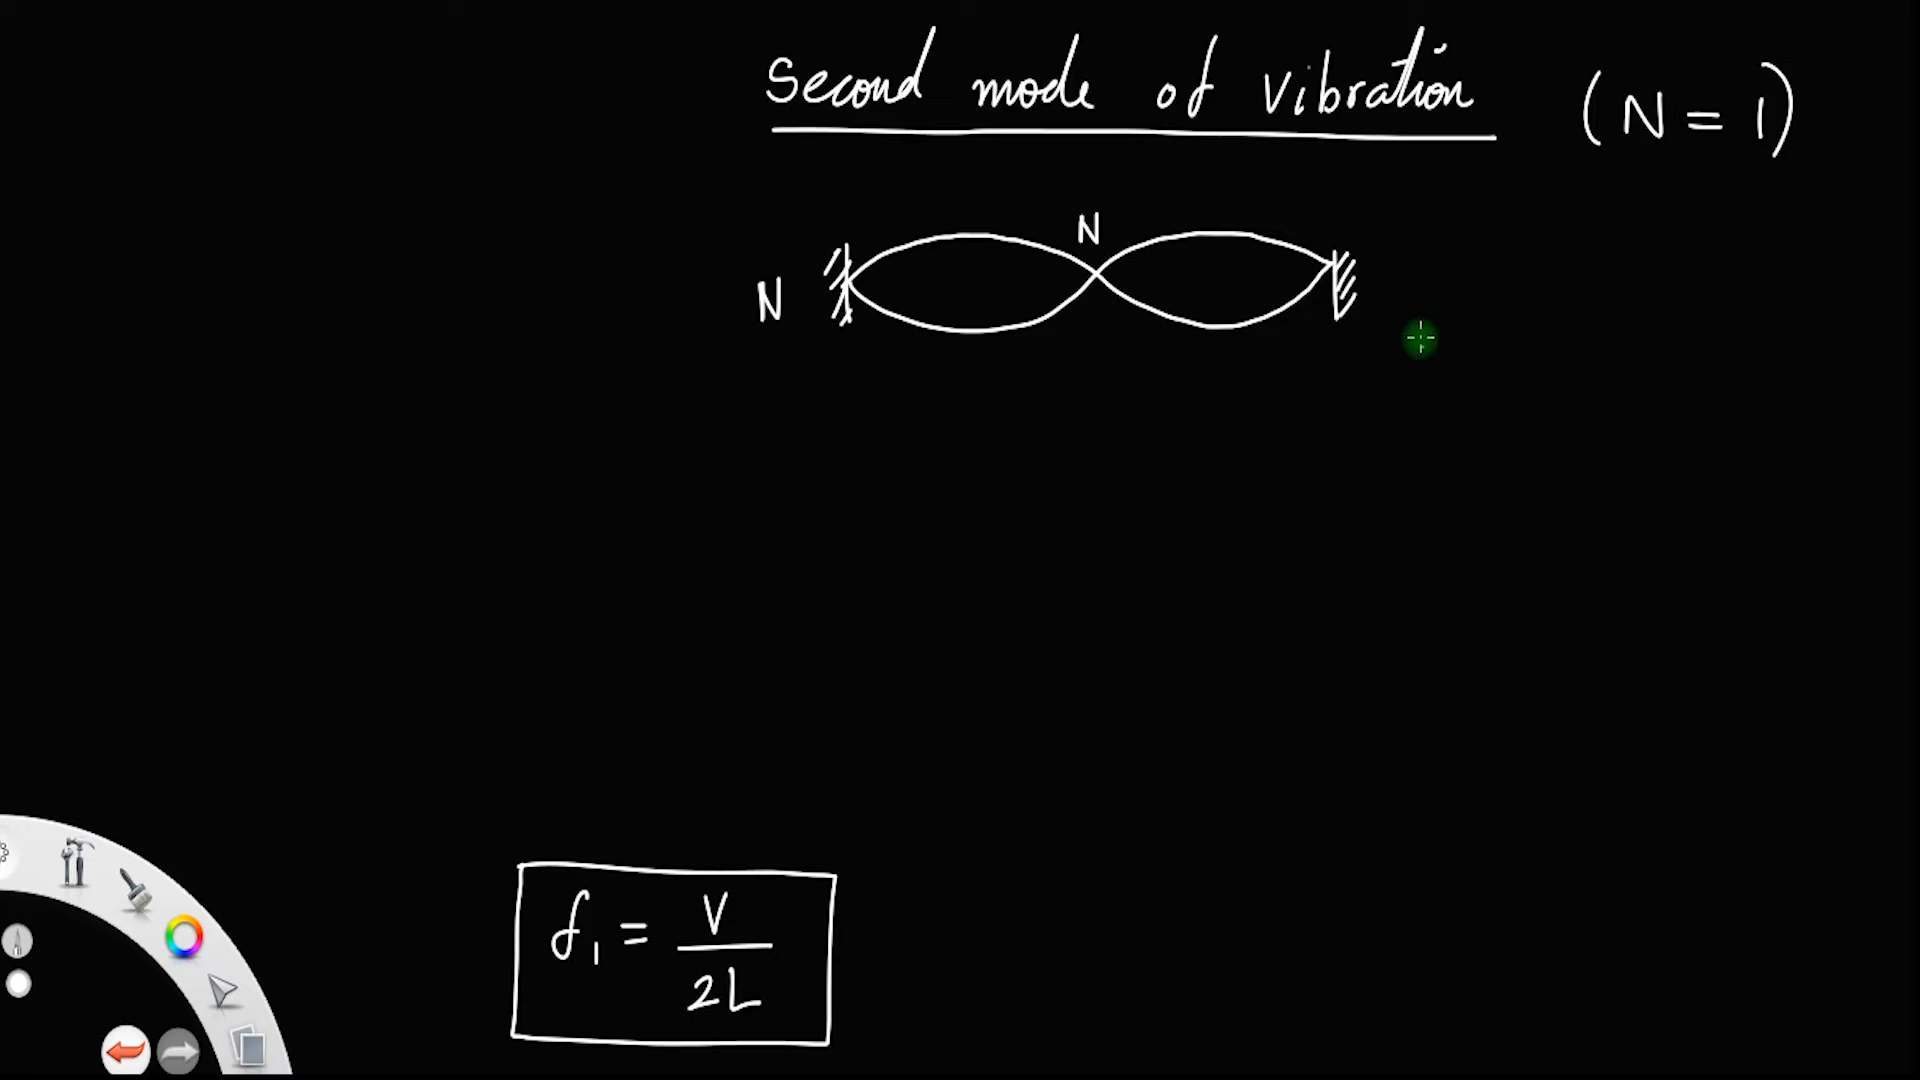 Second mode of vibration (N = 1)
N
N
f₁ = V
2L